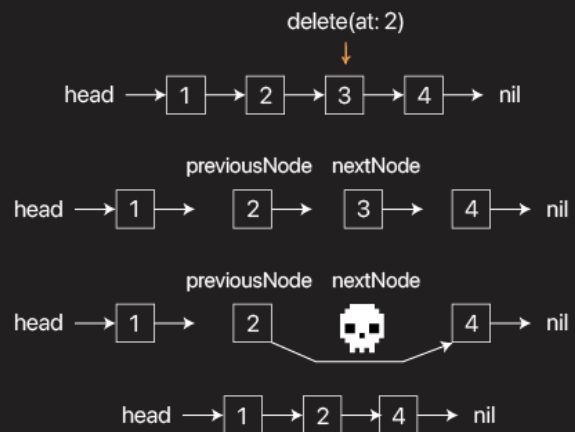 delete(at: 2)
head 1 2 3 4 nil
previousNode nextNode
head 1 2 3 4 nil
previousNode nextNode
head 1 2 4 nil
head 1 2 4 nil